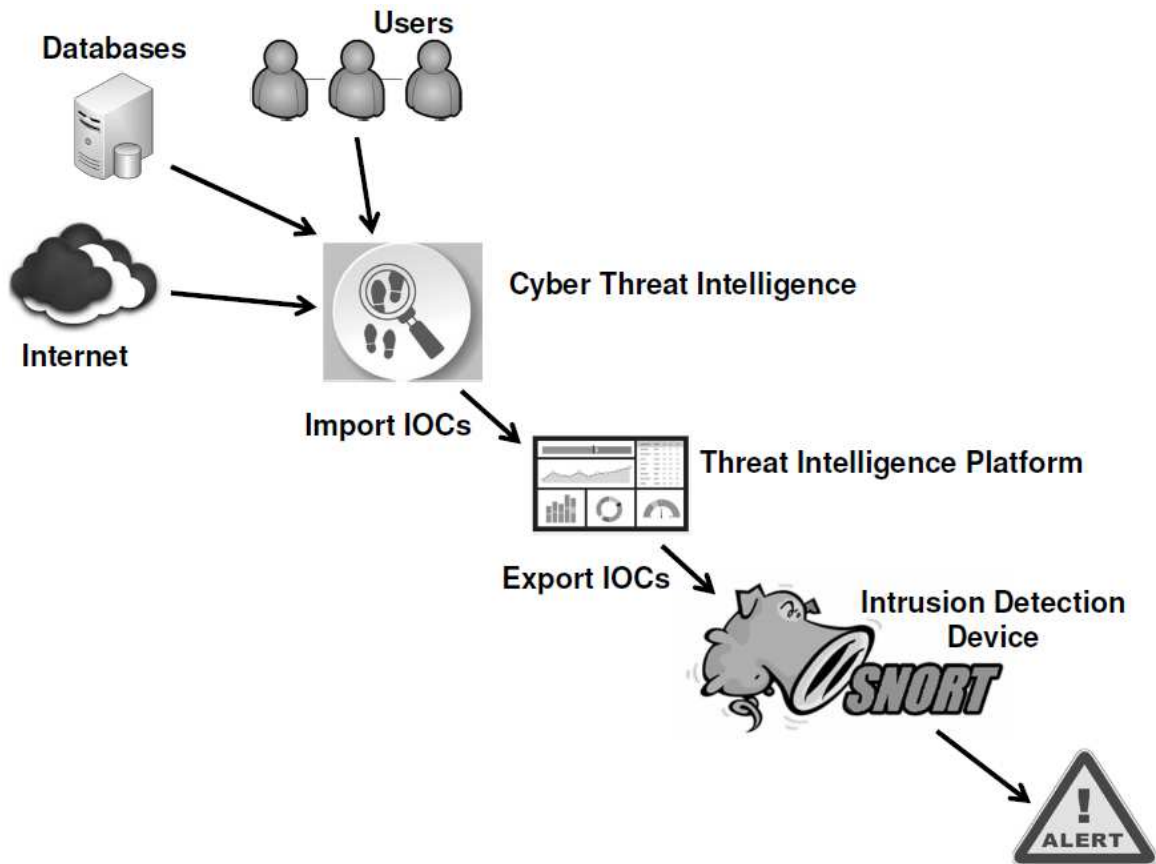 Users
Databases
Internet
Cyber Threat Intelligence
Import IOCs
Threat Intelligence Platform
Export IOCs
Intrusion Detection
Device
SNORT
!
ALERT